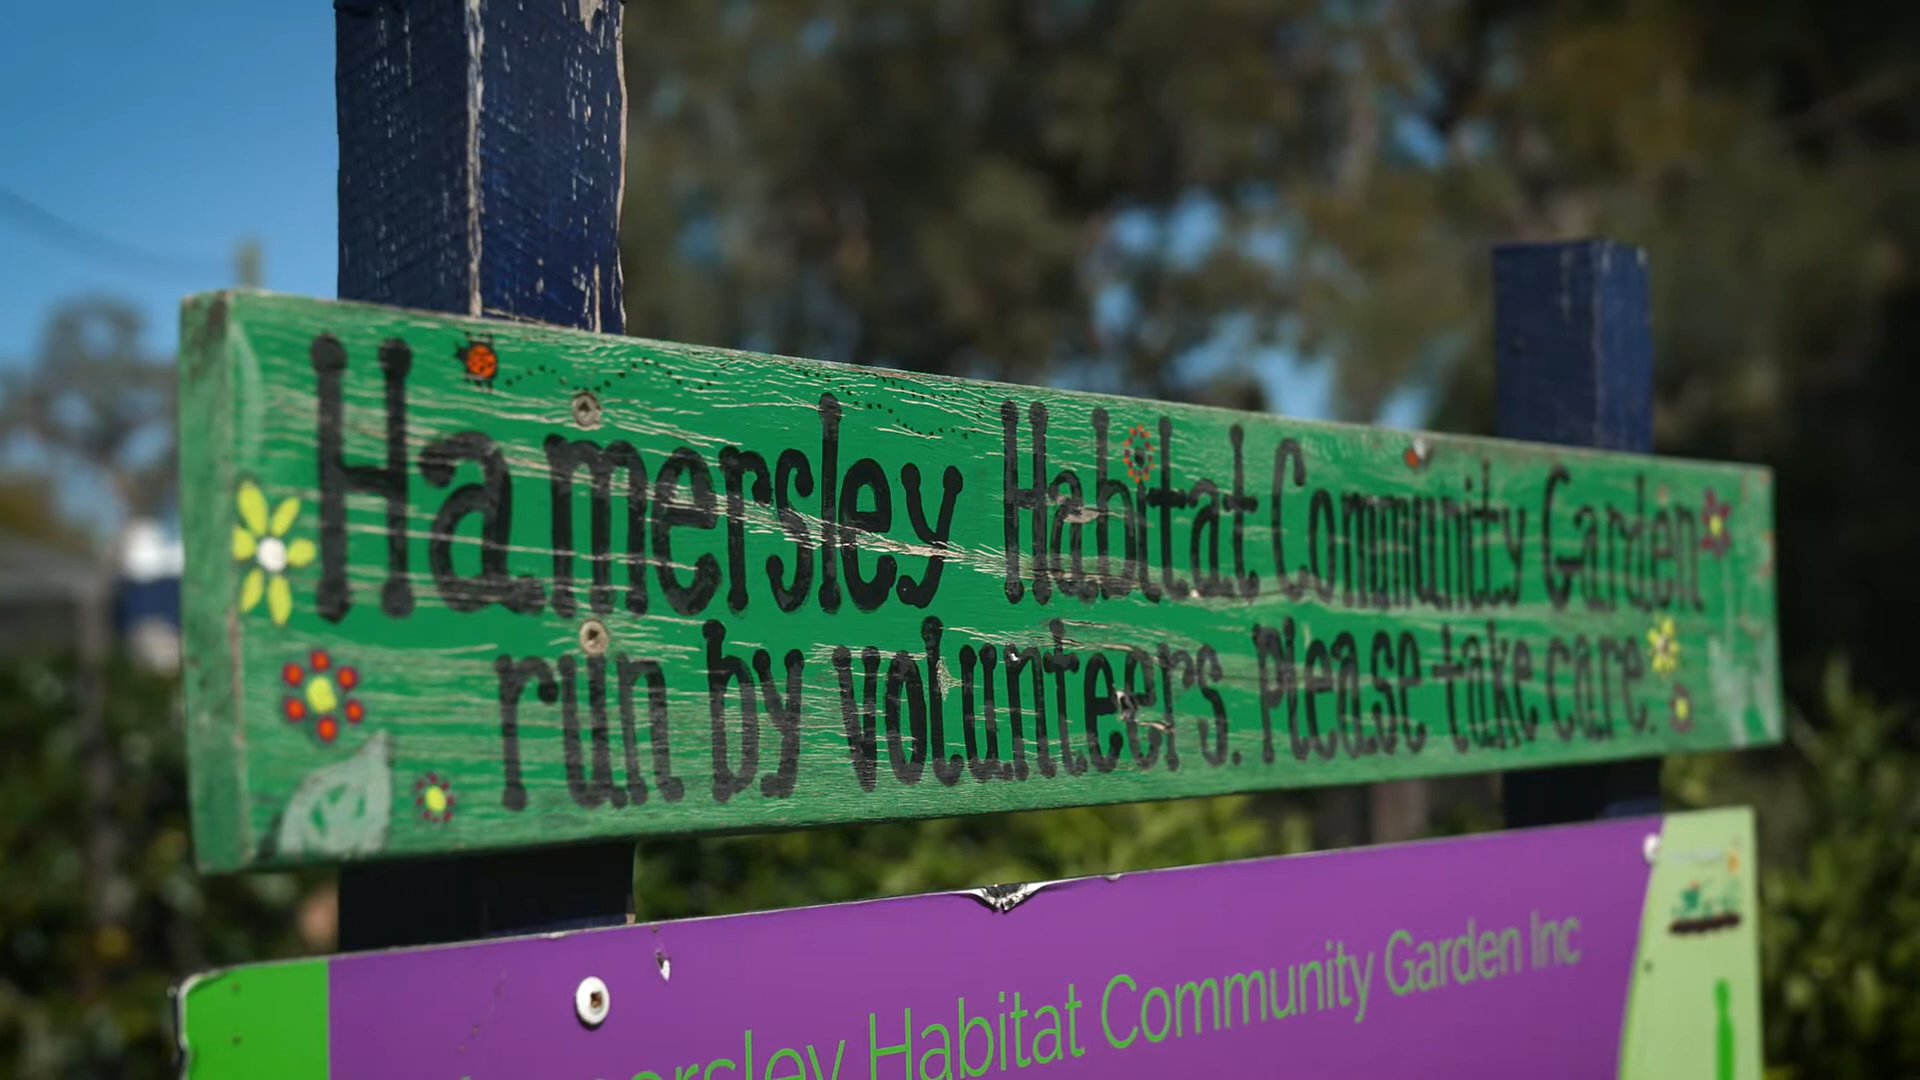 Hamersley Habitat Community Garden
run by volunteers. Please take care.
Habitat Community Garden Inc